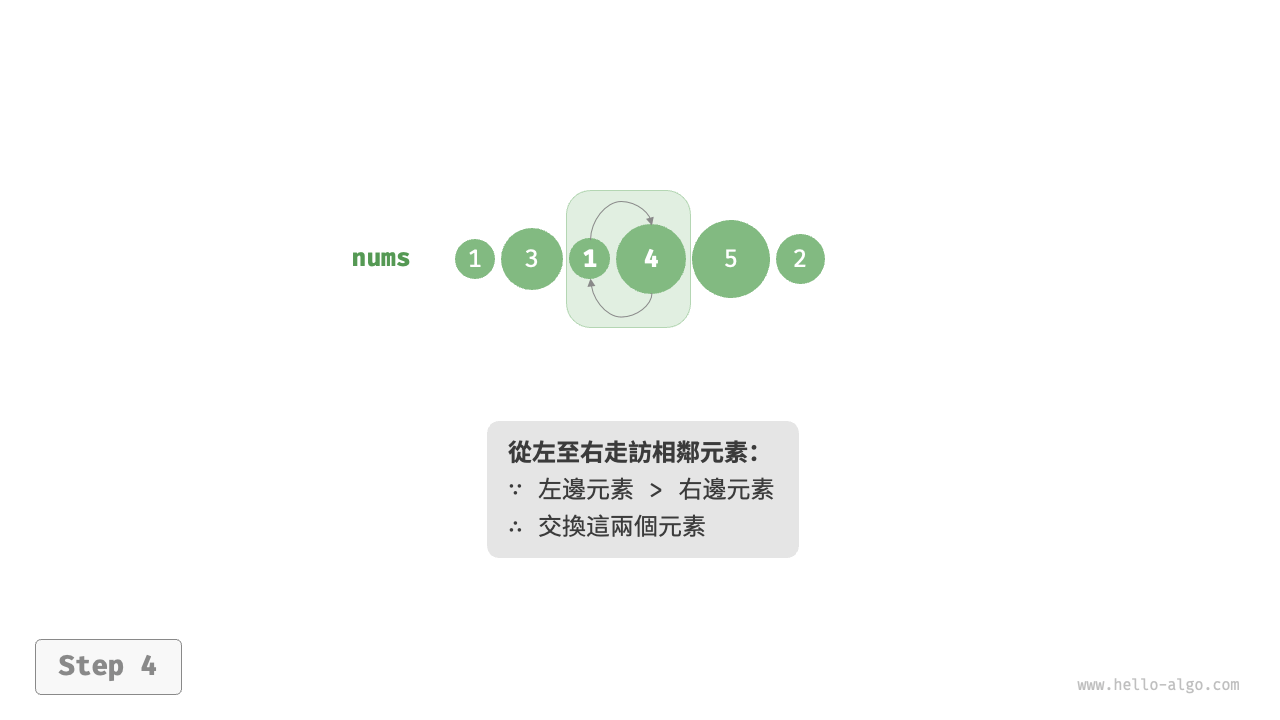 nums 1 3 1 4 5 2
從左至右走訪相鄰元素：
∵ 左邊元素 > 右邊元素
∴ 交換這兩個元素
Step 4
www.hello-algo.com